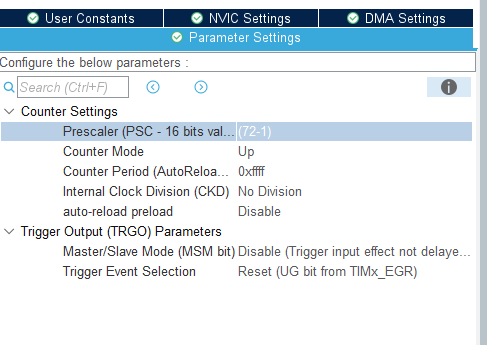 User Constants NVIC Settings DMA Settings
Parameter Settings
Configure the below parameters :
Search (Ctrl+F)
Counter Settings
Prescaler (PSC - 16 bits val... (72-1)
Counter Mode Up
Counter Period (AutoReloa... 0xffff
Internal Clock Division (CKD) No Division
auto-reload preload Disable
Trigger Output (TRGO) Parameters
Master/Slave Mode (MSM bit) Disable (Trigger input effect not delaye...
Trigger Event Selection Reset (UG bit from TIMx_EGR)